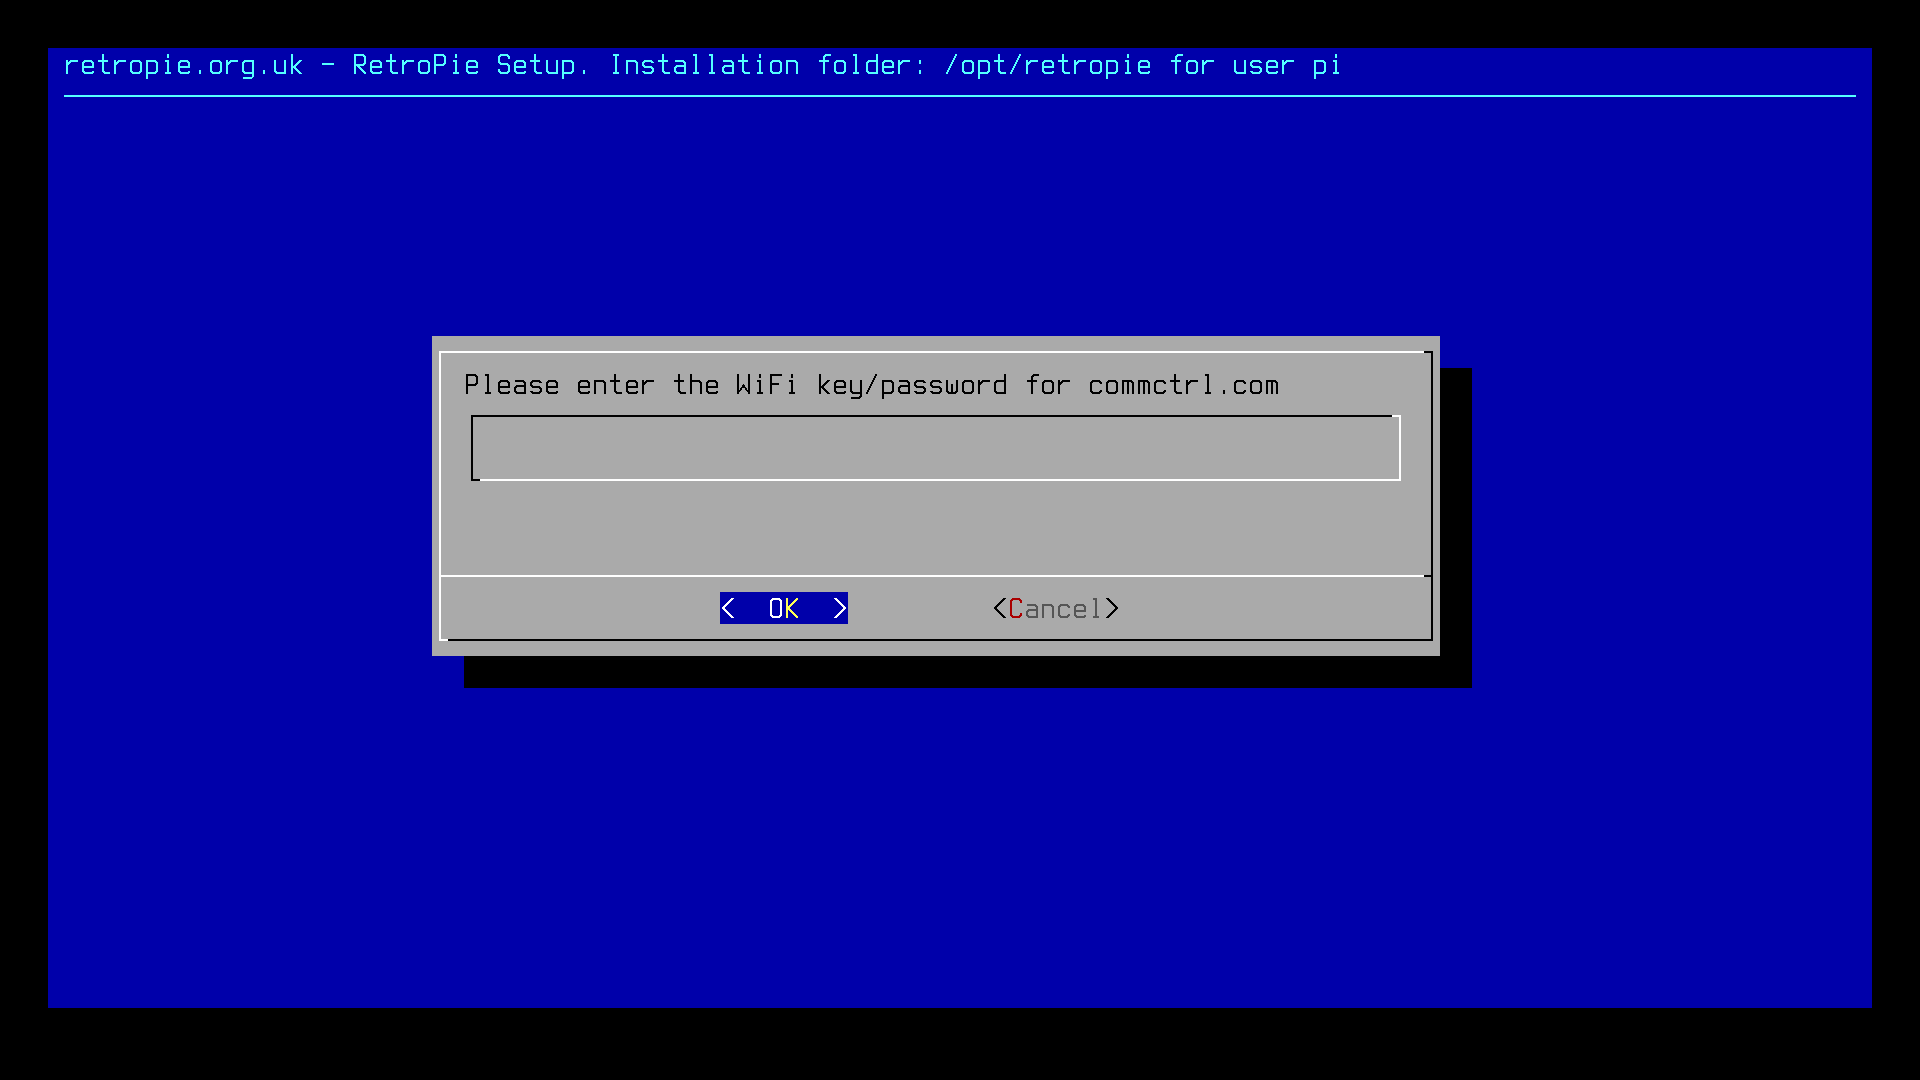 retropie.org.uk - RetroPie Setup. Installation folder: /opt/retropie for user pi
Please enter the WiFi key/password for commctrl.com
< OK > <Cancel>